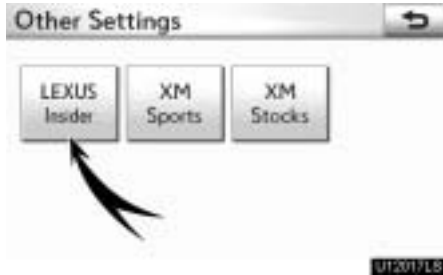 Other Settings
LEXUS
Insider
XM
Sports
XM
Stocks
U12017LS